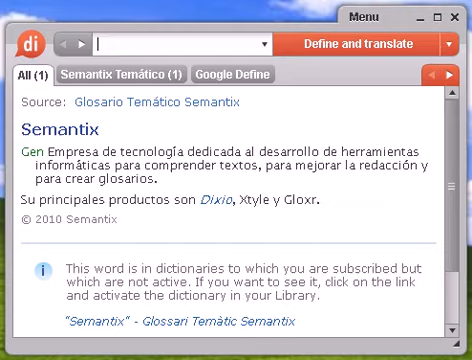 Menu
di
Define and translate
All (1) Semantix Temático (1) Google Define
Source: Glosario Temático Semantix
Semantix
Gen Empresa de tecnología dedicada al desarrollo de herramientas
informáticas para comprender textos, para mejorar la redacción y
para crear glosarios.
Su principales productos son Dixio, Xtyle y Gloxr.
© 2010 Semantix
i
This word is in dictionaries to which you are subscribed but
which are not active. If you want to see it, click on the link
and activate the dictionary in your Library.
"Semantix" - Glossari Temàtic Semantix